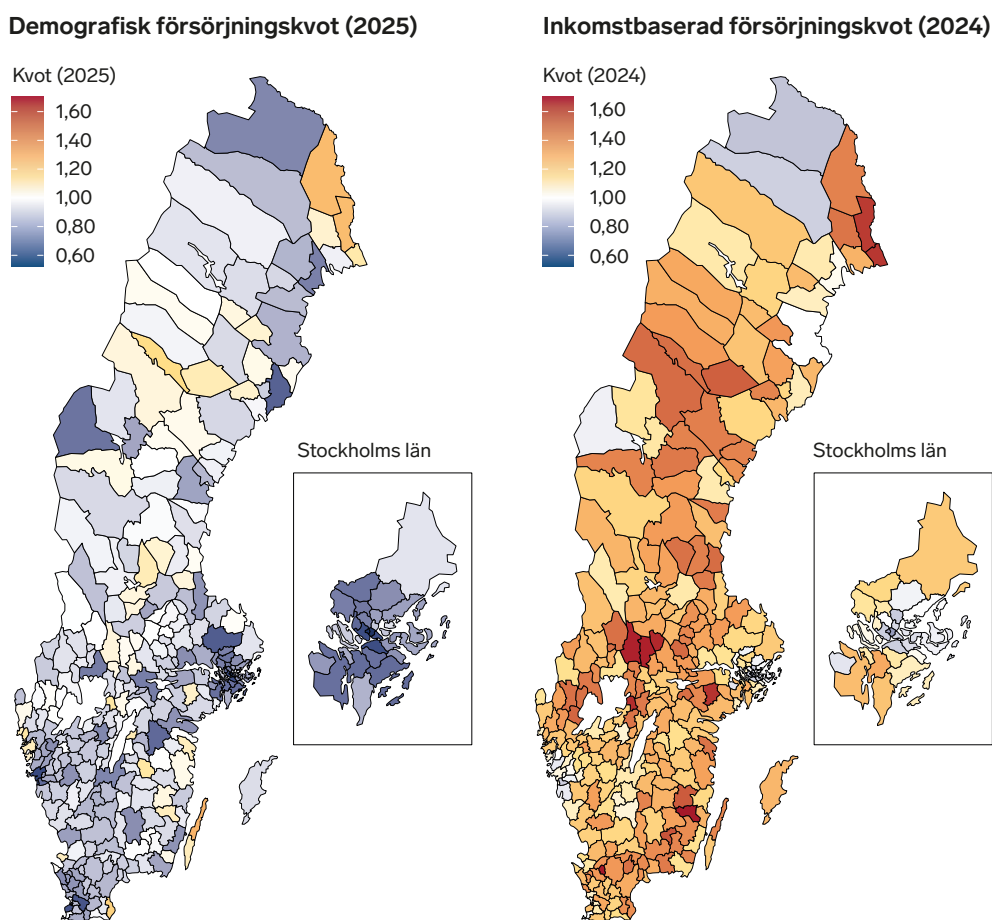 Demografisk försörjningskvot (2025)
Kvot (2025)
1,60
1,40
1,20
1,00
0,80
0,60
Stockholms län
Inkomstbaserad försörjningskvot (2024)
Kvot (2024)
1,60
1,40
1,20
1,00
0,80
0,60
Stockholms län